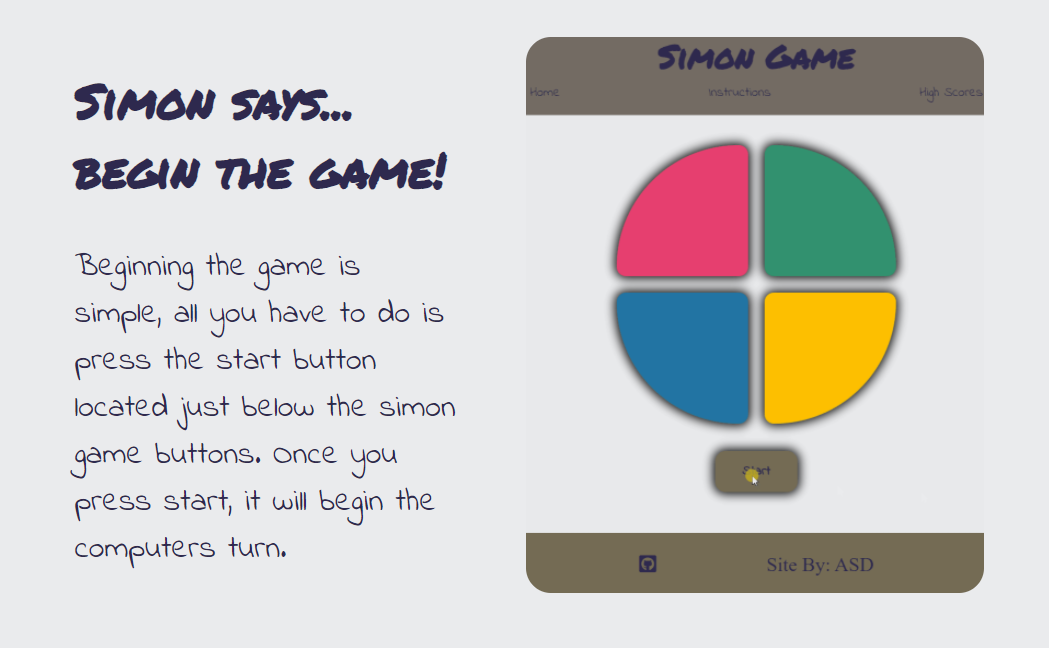 Simon says...
begin the game!
Beginning the game is
simple, all you have to do is
press the start button
located just below the simon
game buttons. Once you
press start, it will begin the
computers turn.
Simon Game
Home Instructions High Scores
Start
Site By: ASD